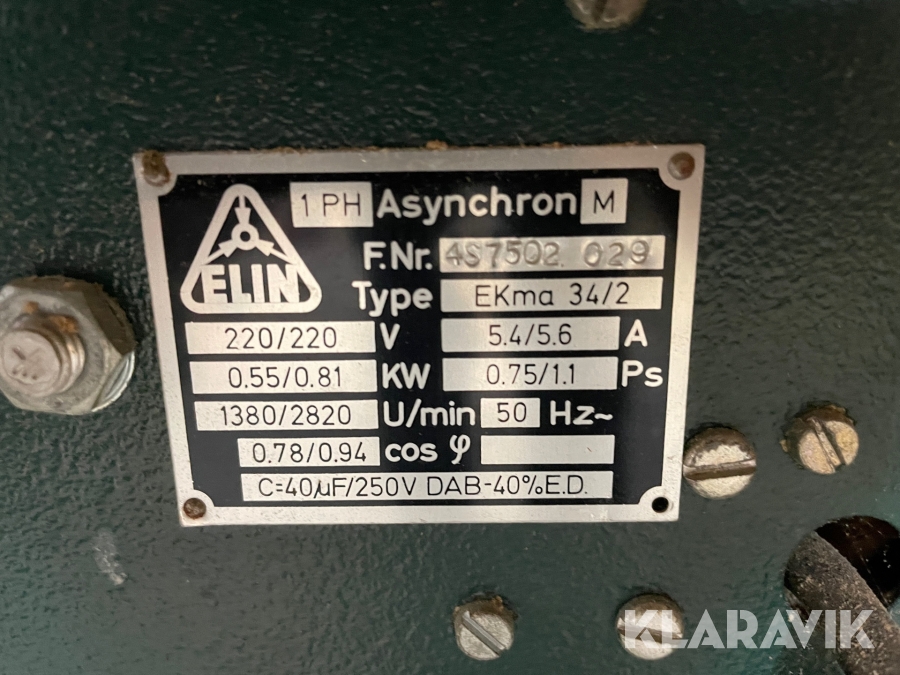 ELIN
1 PH Asynchron M
F.Nr. 4S7502 029
Type EKma 34/2
220/220 V 5.4/5.6 A
0.55/0.81 KW 0.75/1.1 Ps
1380/2820 U/min 50 Hz~
0.78/0.94 cos φ
C=40µF/250V DAB-40%E.D.
KLARAVIK